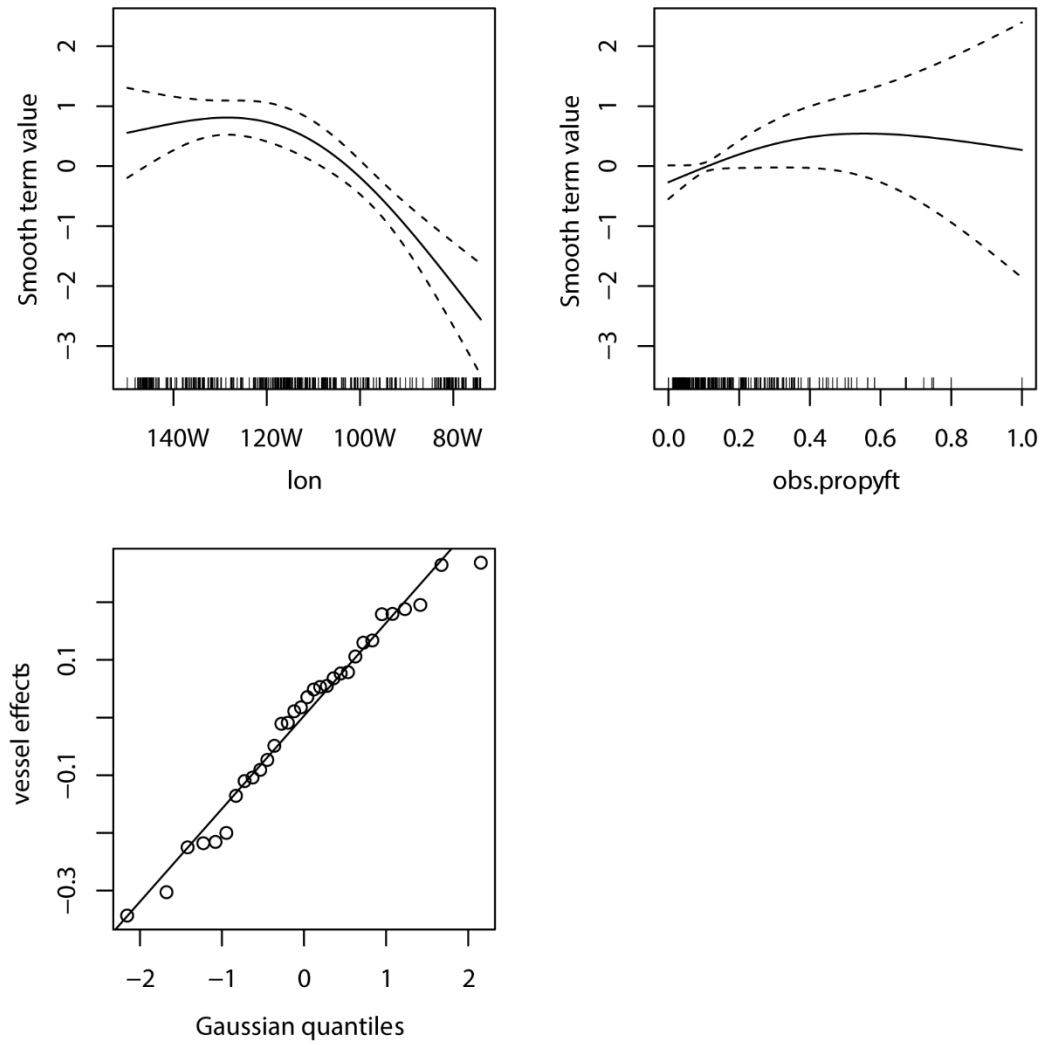 Smooth term value
2
1
0
−1
−2
−3
140W 120W 100W 80W
lon
Smooth term value
2
1
0
−1
−2
−3
0.0 0.2 0.4 0.6 0.8 1.0
obs.propyft
vessel effects
0.1
−0.1
−0.3
−2 −1 0 1 2
Gaussian quantiles